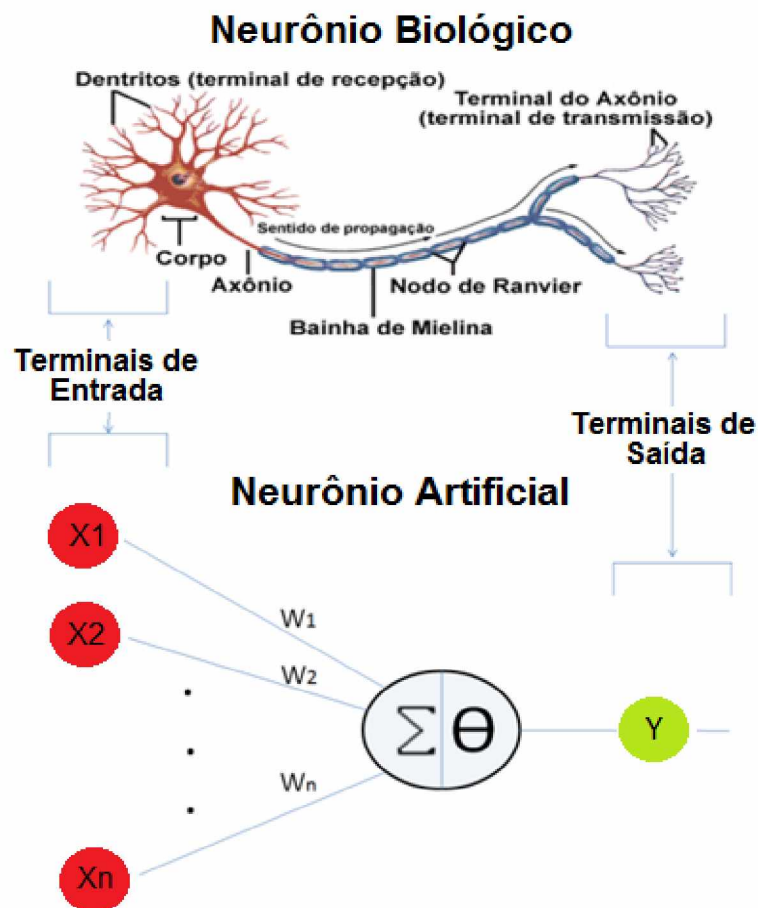 Neurônio Biológico
Dentritos (terminal de recepção)
Terminal do Axônio
(terminal de transmissão)
Sentido de propagação
Corpo
Axônio
Nodo de Ranvier
Bainha de Mielina
Terminais de
Entrada
Terminais de
Saída
Neurônio Artificial
X1
W1
X2
W2
Σ Θ
Y
Wn
Xn